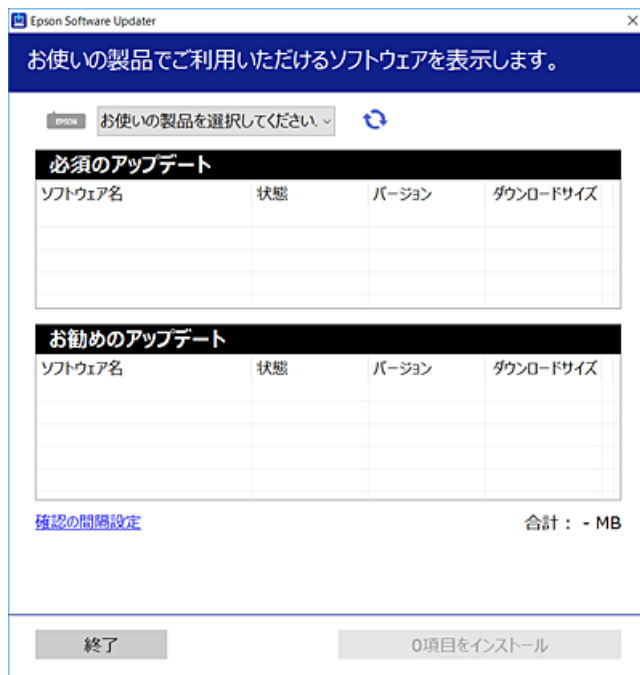 Epson Software Updater
お使いの製品でご利用いただけるソフトウェアを表示します。
EPSON お使いの製品を選択してください.
必須のアップデート
ソフトウェア名 状態 バージョン ダウンロードサイズ
お勧めのアップデート
ソフトウェア名 状態 バージョン ダウンロードサイズ
確認の間隔設定 合計： - MB
終了 0項目をインストール